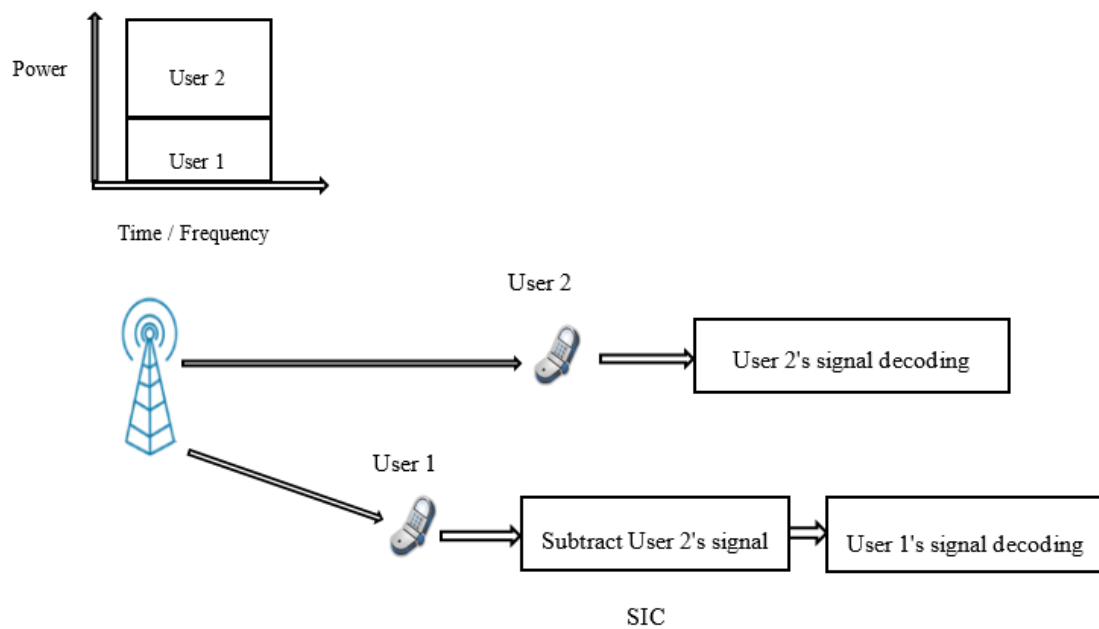 Power
User 2
User 1
Time / Frequency
User 2
User 2's signal decoding
User 1
Subtract User 2's signal
User 1's signal decoding
SIC